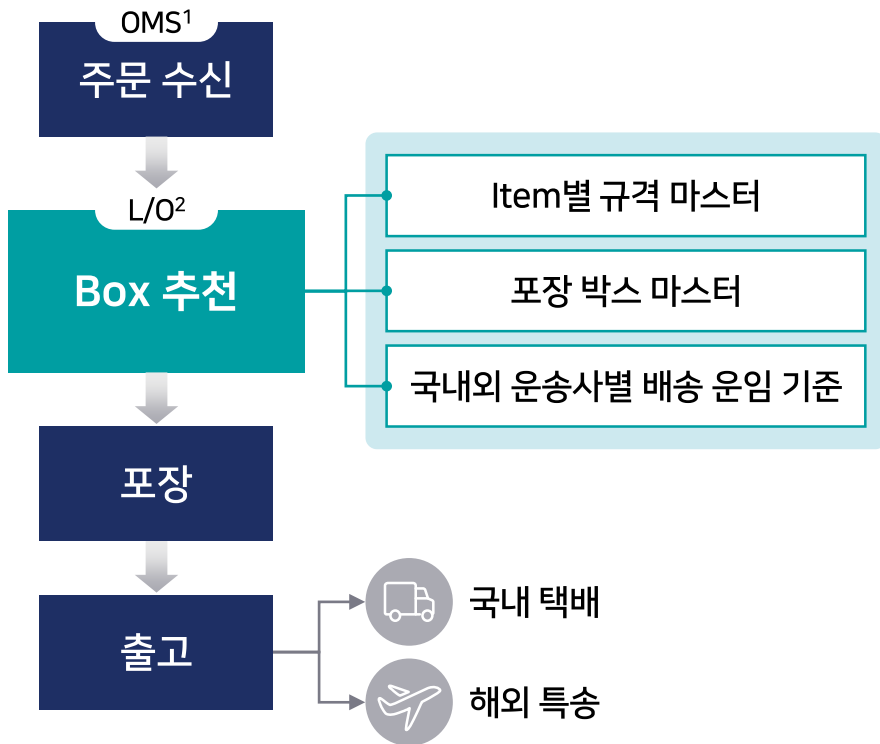 OMS¹
주문 수신
L/O²
Box 추천
Item별 규격 마스터
포장 박스 마스터
국내외 운송사별 배송 운임 기준
포장
출고
국내 택배
해외 특송